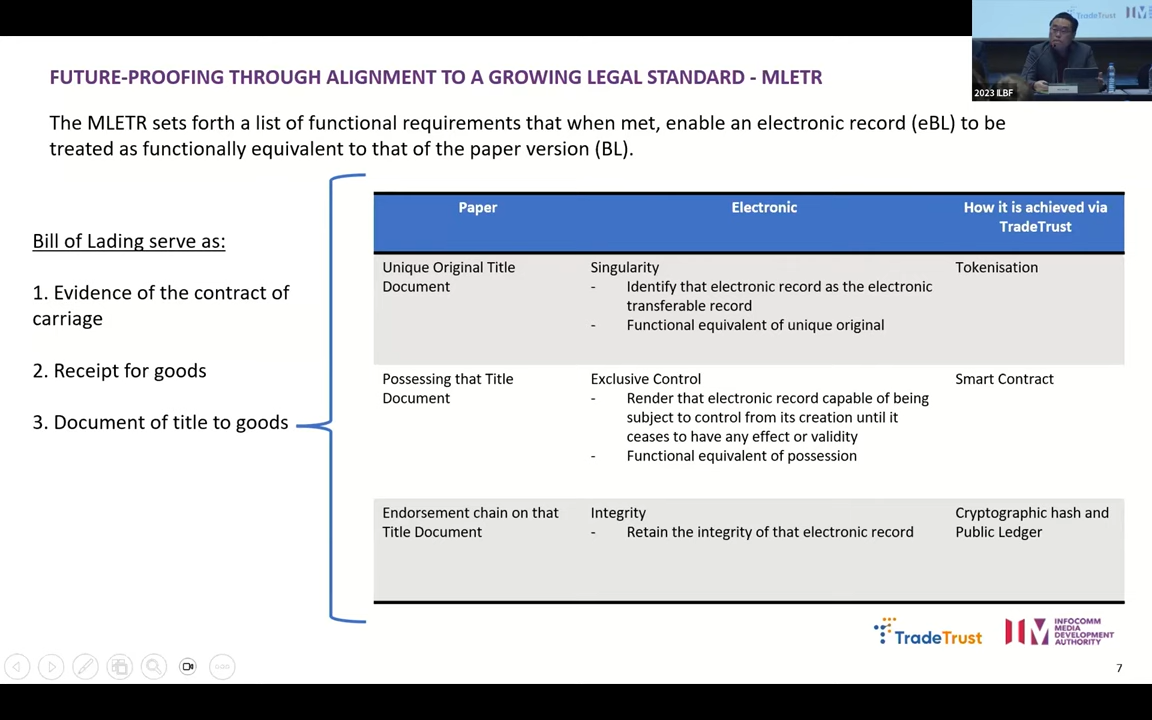 TradeTrust
2023 ILBF
FUTURE-PROOFING THROUGH ALIGNMENT TO A GROWING LEGAL STANDARD - MLETR
The MLETR sets forth a list of functional requirements that when met, enable an electronic record (eBL) to be
treated as functionally equivalent to that of the paper version (BL).
Bill of Lading serve as:
1. Evidence of the contract of
carriage
2. Receipt for goods
3. Document of title to goods
Paper
Electronic
How it is achieved via
TradeTrust
Unique Original Title
Document
Singularity
- Identify that electronic record as the electronic
transferable record
- Functional equivalent of unique original
Tokenisation
Possessing that Title
Document
Exclusive Control
- Render that electronic record capable of being
subject to control from its creation until it
ceases to have any effect or validity
- Functional equivalent of possession
Smart Contract
Endorsement chain on that
Title Document
Integrity
- Retain the integrity of that electronic record
Cryptographic hash and
Public Ledger
TradeTrust
INFOCOMM
MEDIA
DEVELOPMENT
AUTHORITY
7